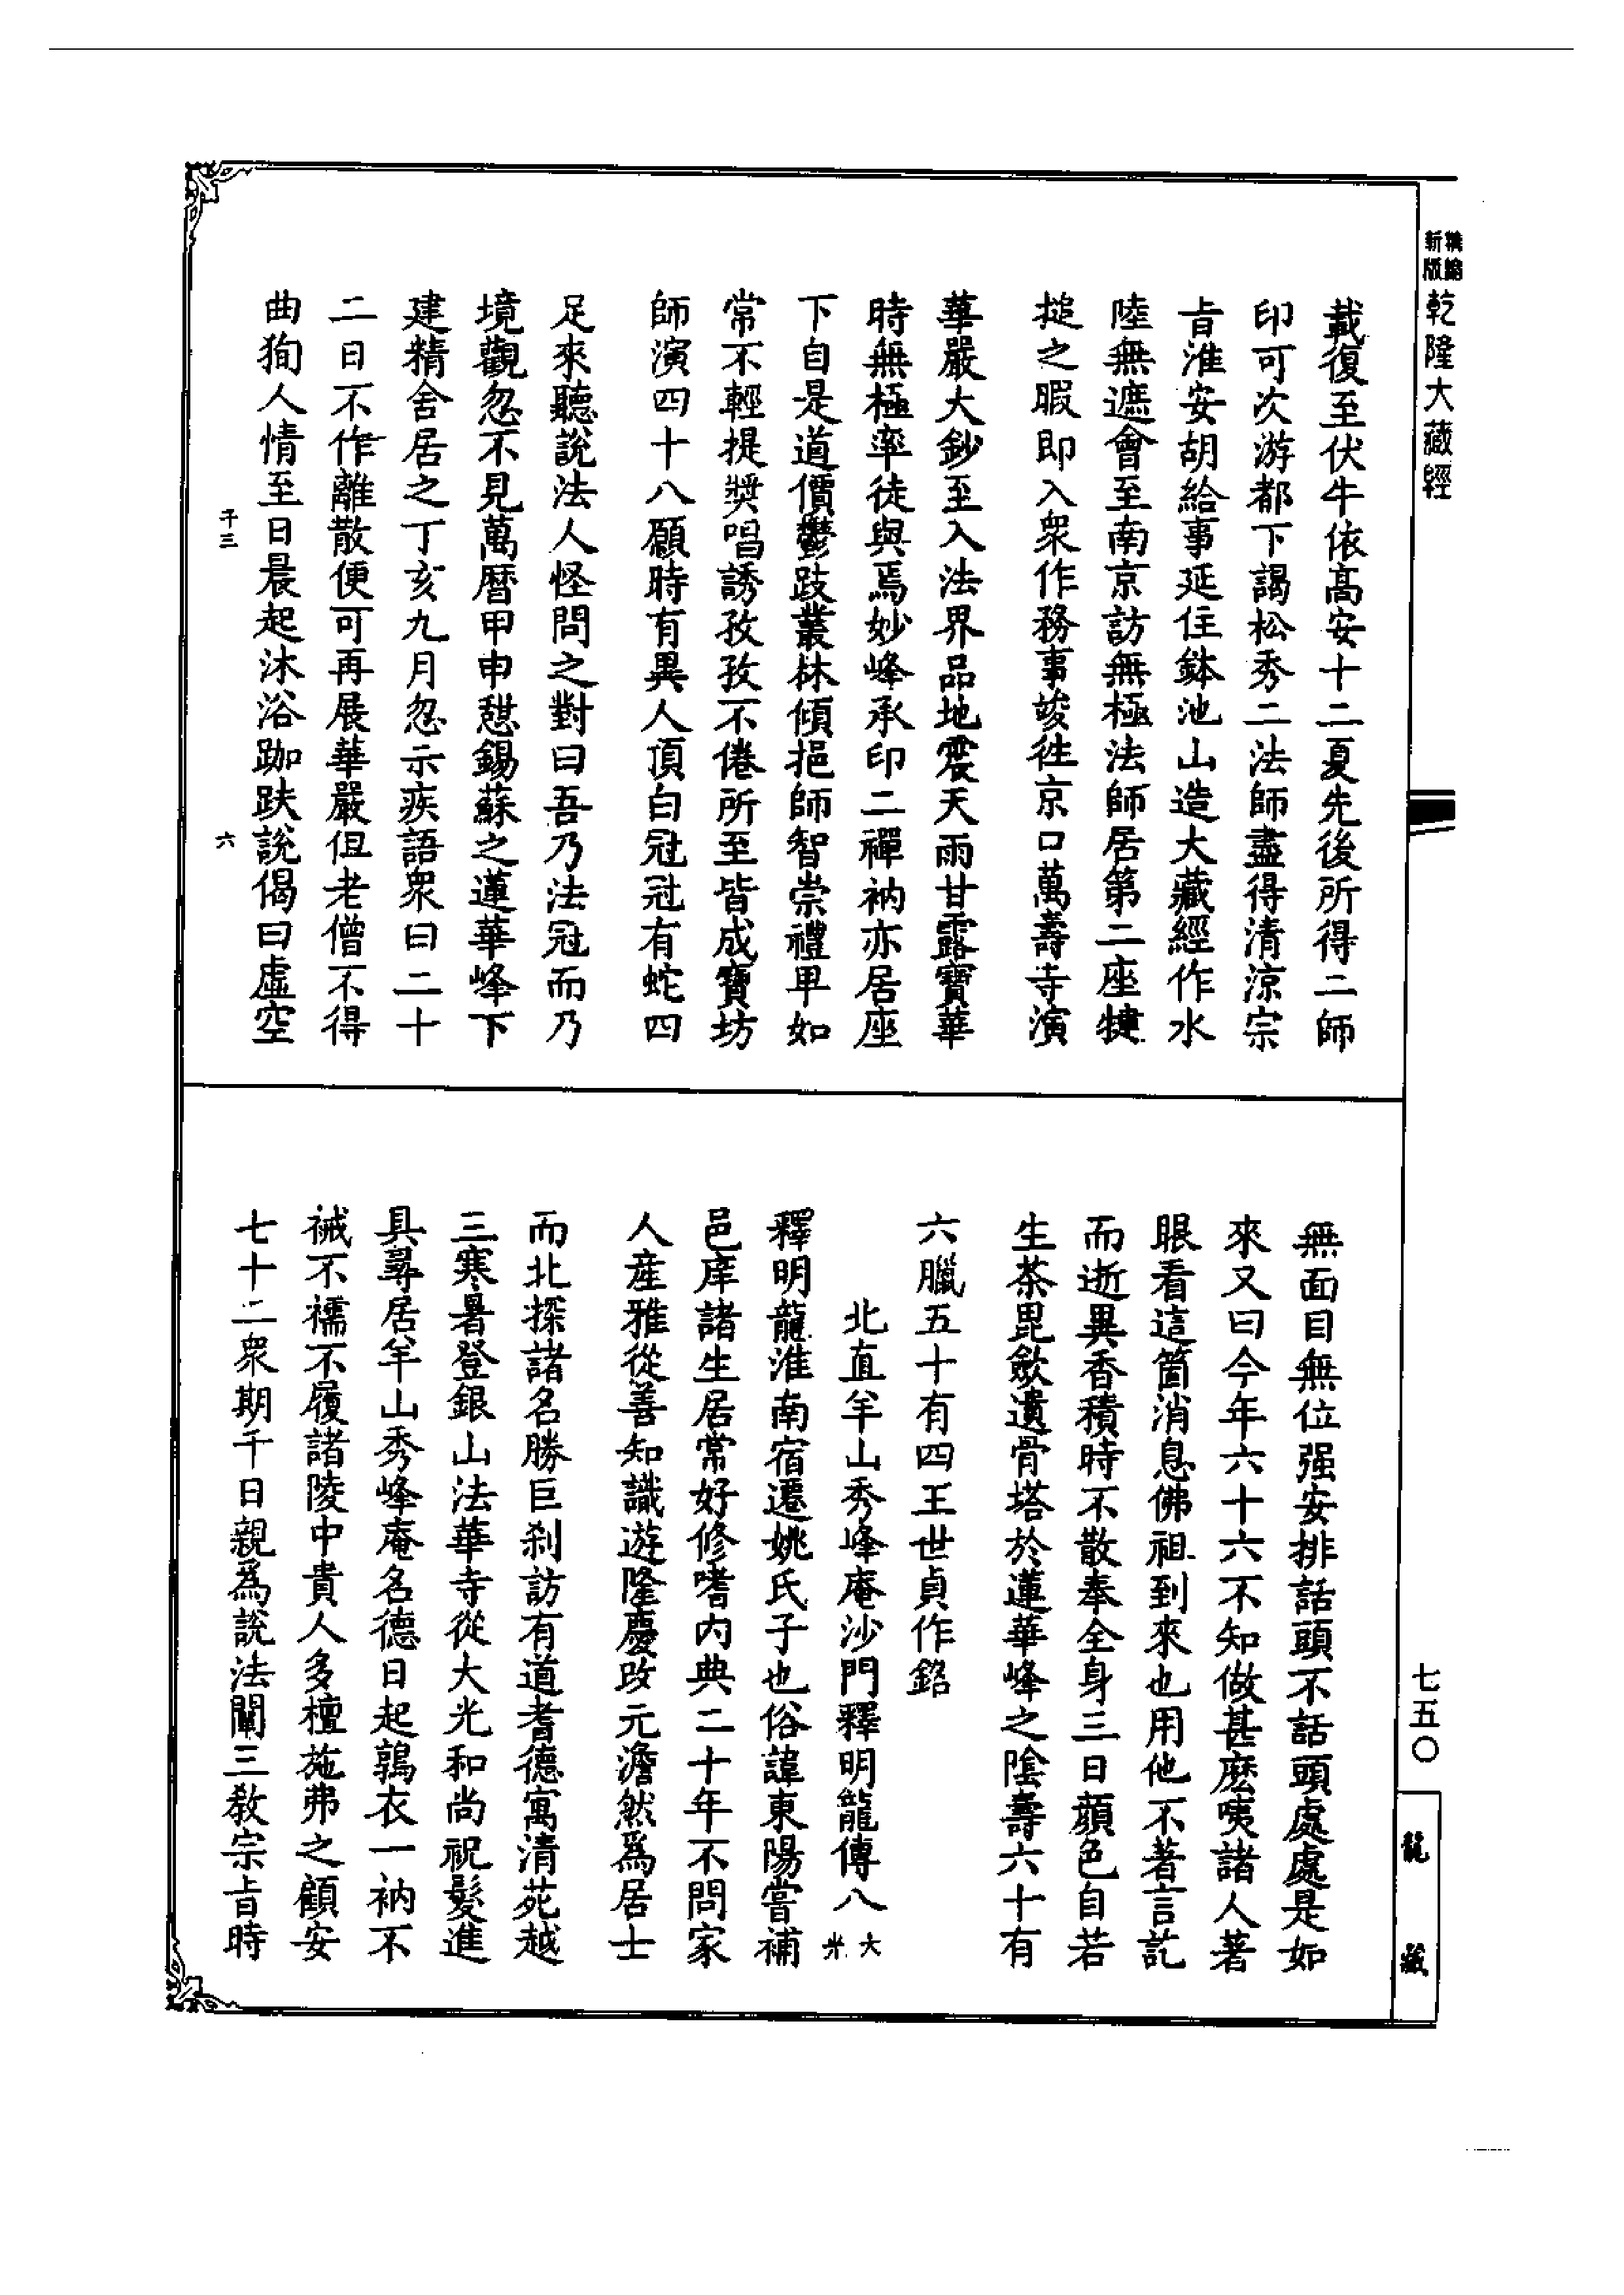 精縮新版
乾隆大藏經
載復至伏牛依高安十二夏先後所得二師
印可次游都下謁松秀二法師盡得清涼宗
㫖淮安胡給事延住鉢池山造大藏經作水
陸無遮會至南京訪無極法師居第二座犍
搥之暇即入衆作務事竣徃京口萬壽寺演
華嚴大鈔至入法界品地震天雨甘露寶華
時無極率徒與焉妙峰承印二禪衲亦居座
下自是道價鬱跂叢林傾挹師智崇禮卑如
常不輕提奬唱誘孜孜不倦所至皆成寶坊
師演四十八願時有異人頂白冠冠有蛇四
足來聽說法人怪問之對曰吾乃法冠而乃
境觀忽不見萬曆甲申憇錫蘇之蓮華峰下
建精舍居之丁亥九月忽示疾語衆曰二十
二日不作離散便可再展華嚴但老僧不得
曲狥人情至日晨起沐浴跏趺說偈曰虛空
千三
六
無面目無位强安排話頭不話頭處處是如
來又曰今年六十六不知做甚麽咦諸人著
眼看這箇消息佛祖到來也用他不著言訖
而逝異香積時不散奉全身三日顔色自若
生茶毘斂遺骨塔於蓮華峰之陰壽六十有
六臘五十有四王世貞作銘
北直羊山秀峰庵沙門釋明龍傳八
大
光
釋明龍淮南宿遷姚氏子也俗諱東陽嘗補
邑庠諸生居常好修嗜內典二十年不問家
人産雅從善知識遊隆慶改元澹然爲居士
而北探諸名勝巨刹訪有道耆德寓清苑越
三寒暑登銀山法華寺從大光和尚祝髮進
具尋居羊山秀峰庵名德日起鶉衣一衲不
祴不襦不履諸陵中貴人多檀施弗之顧安
七十二衆期千日親爲說法闡三教宗㫖時
七五〇
龍藏